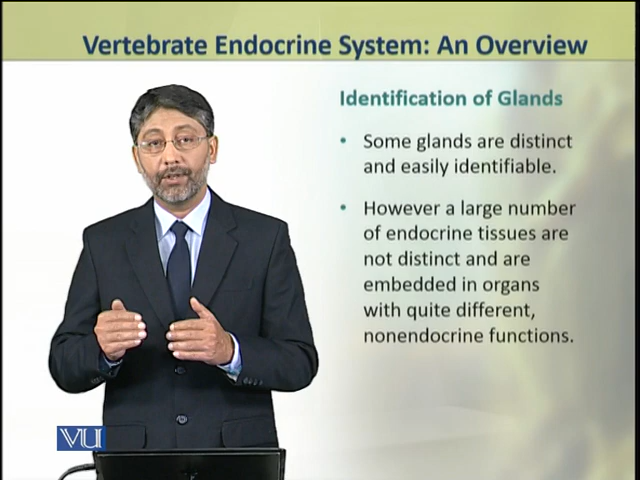 Vertebrate Endocrine System: An Overview
Identification of Glands
• Some glands are distinct
and easily identifiable.
• However a large number
of endocrine tissues are
not distinct and are
embedded in organs
with quite different,
nonendocrine functions.
VU